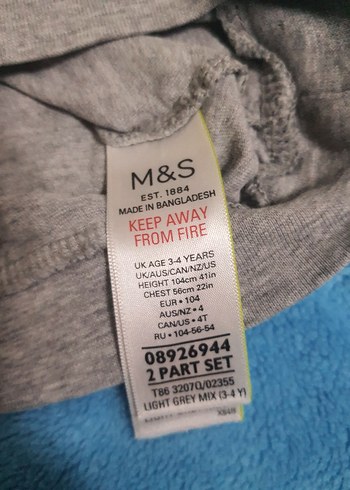 M&S
EST. 1884
MADE IN BANGLADESH
KEEP AWAY
FROM FIRE
UK AGE 3-4 YEARS
UK/AUS/CAN/NZ/US
HEIGHT 104cm 41in
CHEST 56cm 22in
EUR • 104
AUS/NZ • 4
CAN/US • 4T
RU • 104-56-54
08926944
2 PART SET
T86 3207O/02355
LIGHT GREY MIX (3-4 Y)